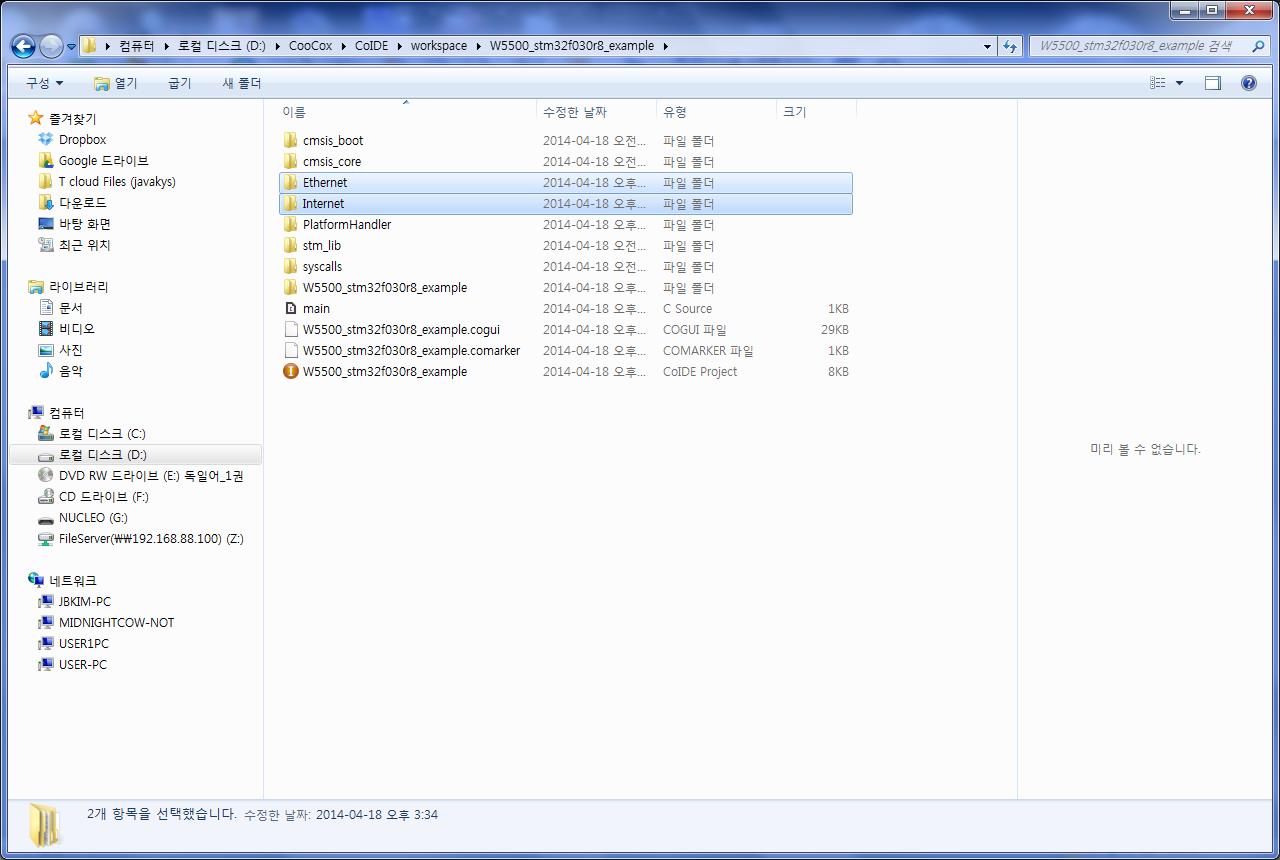 컴퓨터 로컬 디스크 (D:) CooCox CoIDE workspace W5500_stm32f030r8_example W5500_stm32f030r8_example 검색
구성 열기 굽기 새 폴더
즐겨찾기
Dropbox
Google 드라이브
T cloud Files (javakys)
다운로드
바탕 화면
최근 위치
라이브러리
문서
비디오
사진
음악
컴퓨터
로컬 디스크 (C:)
로컬 디스크 (D:)
DVD RW 드라이브 (E:) 독일어_1권
CD 드라이브 (F:)
NUCLEO (G:)
FileServer(₩₩192.168.88.100) (Z:)
네트워크
JBKIM-PC
MIDNIGHTCOW-NOT
USER1PC
USER-PC
이름 수정한 날짜 유형 크기
cmsis_boot 2014-04-18 오전... 파일 폴더
cmsis_core 2014-04-18 오전... 파일 폴더
Ethernet 2014-04-18 오후... 파일 폴더
Internet 2014-04-18 오후... 파일 폴더
PlatformHandler 2014-04-18 오후... 파일 폴더
stm_lib 2014-04-18 오전... 파일 폴더
syscalls 2014-04-18 오전... 파일 폴더
W5500_stm32f030r8_example 2014-04-18 오후... 파일 폴더
main 2014-04-18 오후... C Source 1KB
W5500_stm32f030r8_example.cogui 2014-04-18 오후... COGUI 파일 29KB
W5500_stm32f030r8_example.comarker 2014-04-18 오후... COMARKER 파일 1KB
W5500_stm32f030r8_example 2014-04-18 오후... CoIDE Project 8KB
미리 볼 수 없습니다.
2개 항목을 선택했습니다. 수정한 날짜: 2014-04-18 오후 3:34